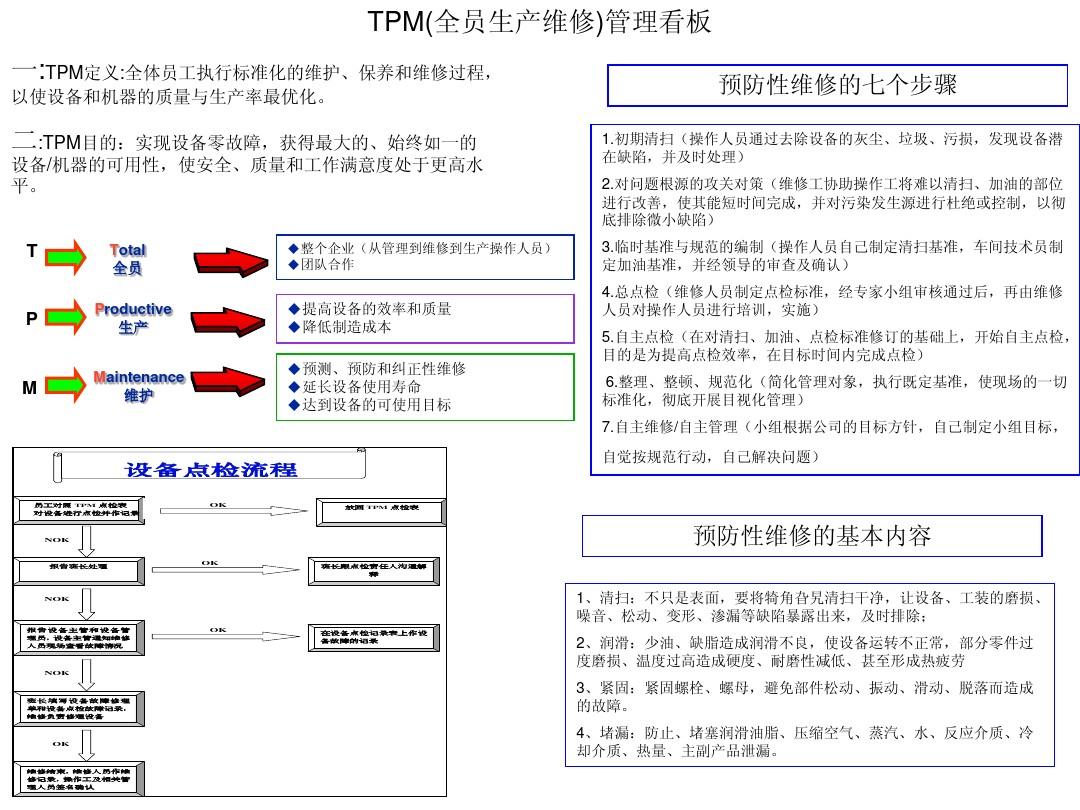 TPM(全员生产维修)管理看板
一:TPM定义:全体员工执行标准化的维护、保养和维修过程，
以使设备和机器的质量与生产率最优化。
二:TPM目的：实现设备零故障，获得最大的、始终如一的
设备/机器的可用性，使安全、质量和工作满意度处于更高水
平。
T
Total
全员
◆整个企业（从管理到维修到生产操作人员）
◆团队合作
P
Productive
生产
◆提高设备的效率和质量
◆降低制造成本
M
Maintenance
维护
◆预测、预防和纠正性维修
◆延长设备使用寿命
◆达到设备的可使用目标
设备点检流程
员工对照 TPM 点检表
对设备进行点检并作记录
OK
放回 TPM 点检表
NOK
报告班长处理
OK
班长跟点检责任人沟通解
释
NOK
报告设备主管和设备管
理员，设备主管通知维修
人员现场查看故障情况
OK
在设备点检记录表上作设
备故障的记录
NOK
班长填写设备故障修理
单和设备点检故障记录，
维修负责修理设备
OK
维修结束，维修人员作维
修记录，操作工及相关管
理人员签名确认
预防性维修的七个步骤
1.初期清扫（操作人员通过去除设备的灰尘、垃圾、污损，发现设备潜
在缺陷，并及时处理）
2.对问题根源的攻关对策（维修工协助操作工将难以清扫、加油的部位
进行改善，使其能短时间完成，并对污染发生源进行杜绝或控制，以彻
底排除微小缺陷）
3.临时基准与规范的编制（操作人员自己制定清扫基准，车间技术员制
定加油基准，并经领导的审查及确认）
4.总点检（维修人员制定点检标准，经专家小组审核通过后，再由维修
人员对操作人员进行培训，实施）
5.自主点检（在对清扫、加油、点检标准修订的基础上，开始自主点检，
目的是为提高点检效率，在目标时间内完成点检）
6.整理、整顿、规范化（简化管理对象，执行既定基准，使现场的一切
标准化，彻底开展目视化管理）
7.自主维修/自主管理（小组根据公司的目标方针，自己制定小组目标，
自觉按规范行动，自己解决问题）
预防性维修的基本内容
1、清扫：不只是表面，要将犄角旮旯清扫干净，让设备、工装的磨损、
噪音、松动、变形、渗漏等缺陷暴露出来，及时排除；
2、润滑：少油、缺脂造成润滑不良，使设备运转不正常，部分零件过
度磨损、温度过高造成硬度、耐磨性减低、甚至形成热疲劳
3、紧固：紧固螺栓、螺母，避免部件松动、振动、滑动、脱落而造成
的故障。
4、堵漏：防止、堵塞润滑油脂、压缩空气、蒸汽、水、反应介质、冷
却介质、热量、主副产品泄漏。